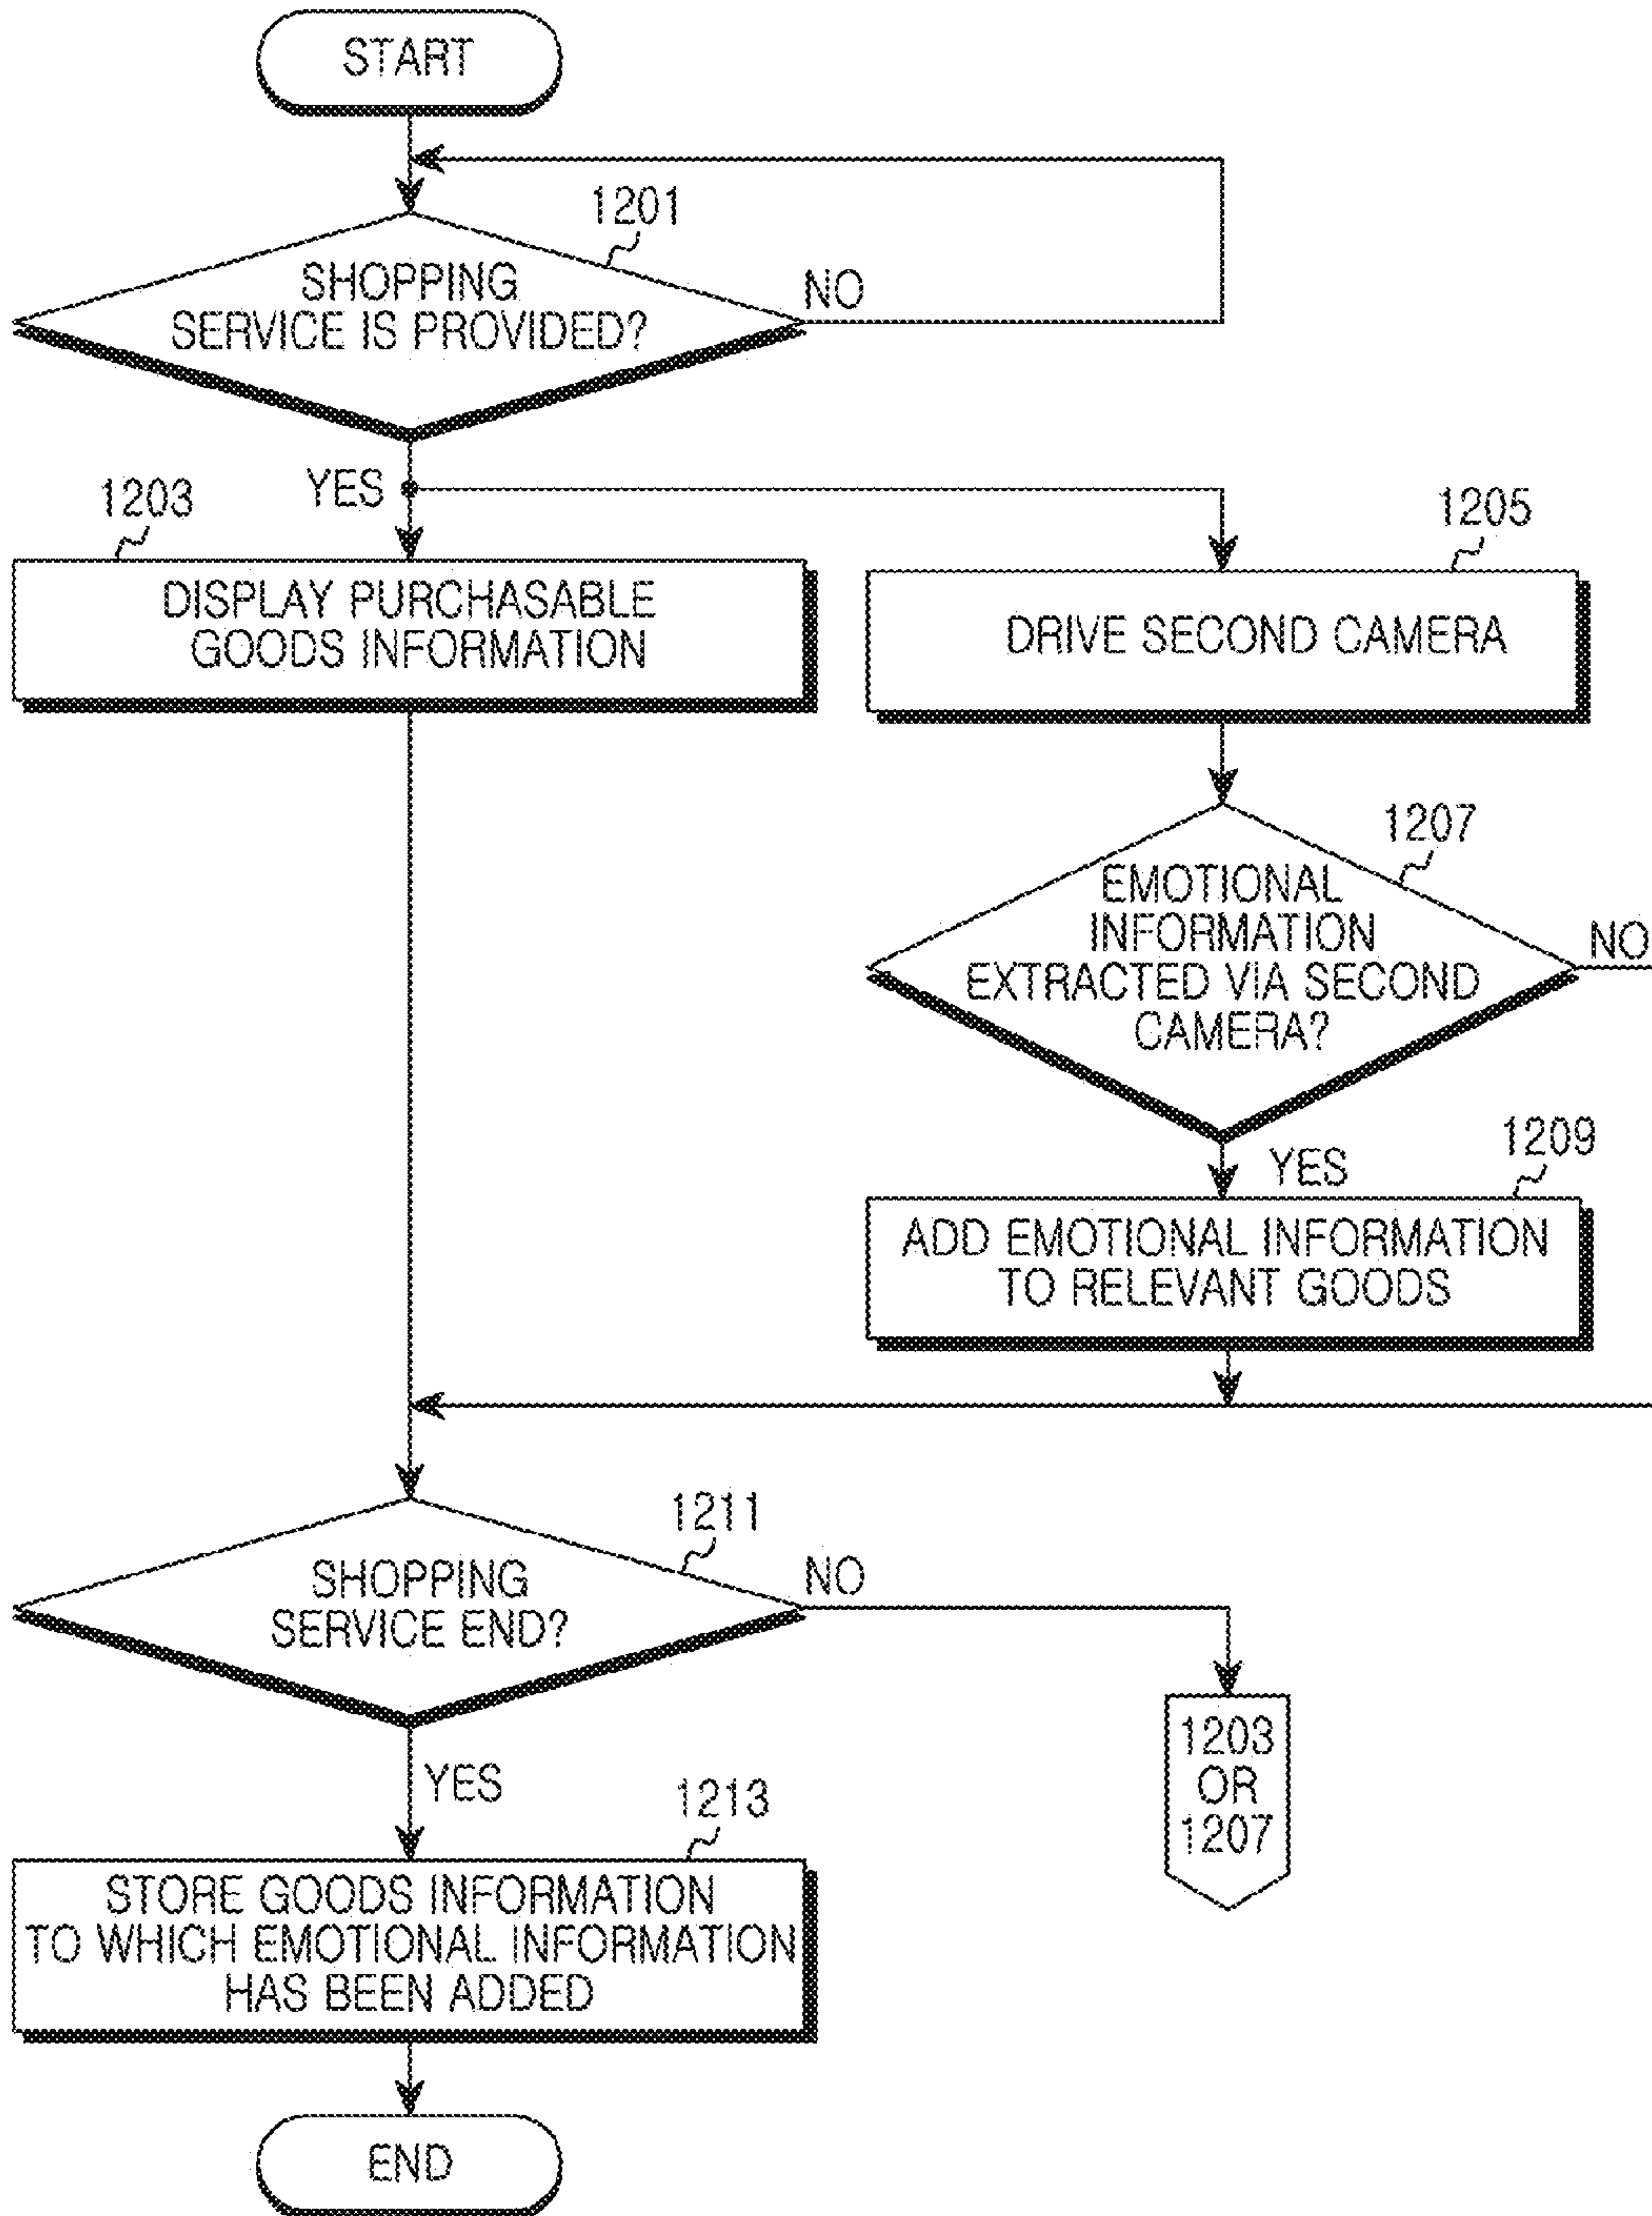 START
1201
SHOPPING
SERVICE IS PROVIDED?
NO
YES
1203
DISPLAY PURCHASABLE
GOODS INFORMATION
1205
DRIVE SECOND CAMERA
1207
EMOTIONAL
INFORMATION
EXTRACTED VIA SECOND
CAMERA?
NO
YES
1209
ADD EMOTIONAL INFORMATION
TO RELEVANT GOODS
1211
SHOPPING
SERVICE END?
NO
1203
OR
1207
YES
1213
STORE GOODS INFORMATION
TO WHICH EMOTIONAL INFORMATION
HAS BEEN ADDED
END